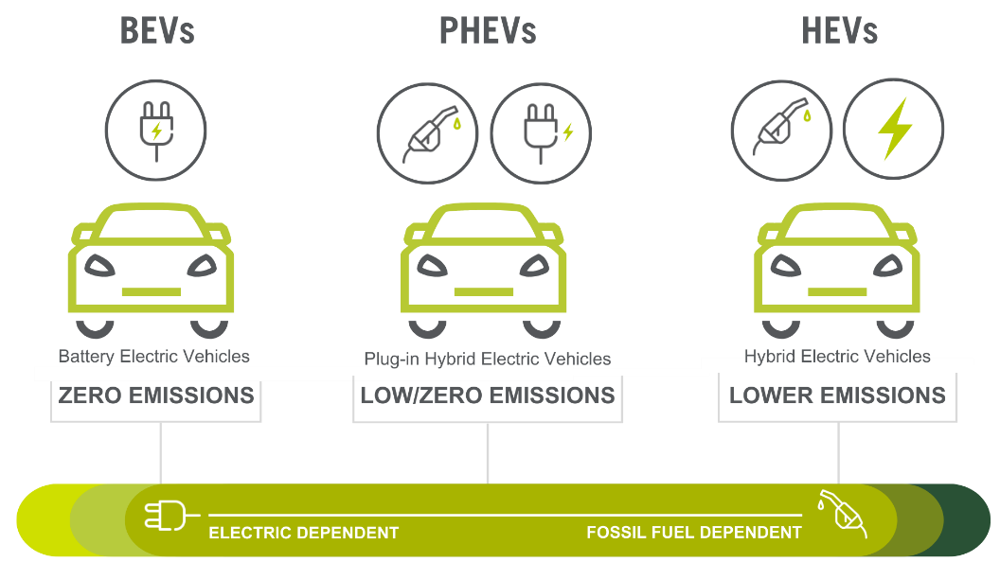 BEVs
PHEVs
HEVs
Battery Electric Vehicles
Plug-in Hybrid Electric Vehicles
Hybrid Electric Vehicles
ZERO EMISSIONS
LOW/ZERO EMISSIONS
LOWER EMISSIONS
ELECTRIC DEPENDENT
FOSSIL FUEL DEPENDENT